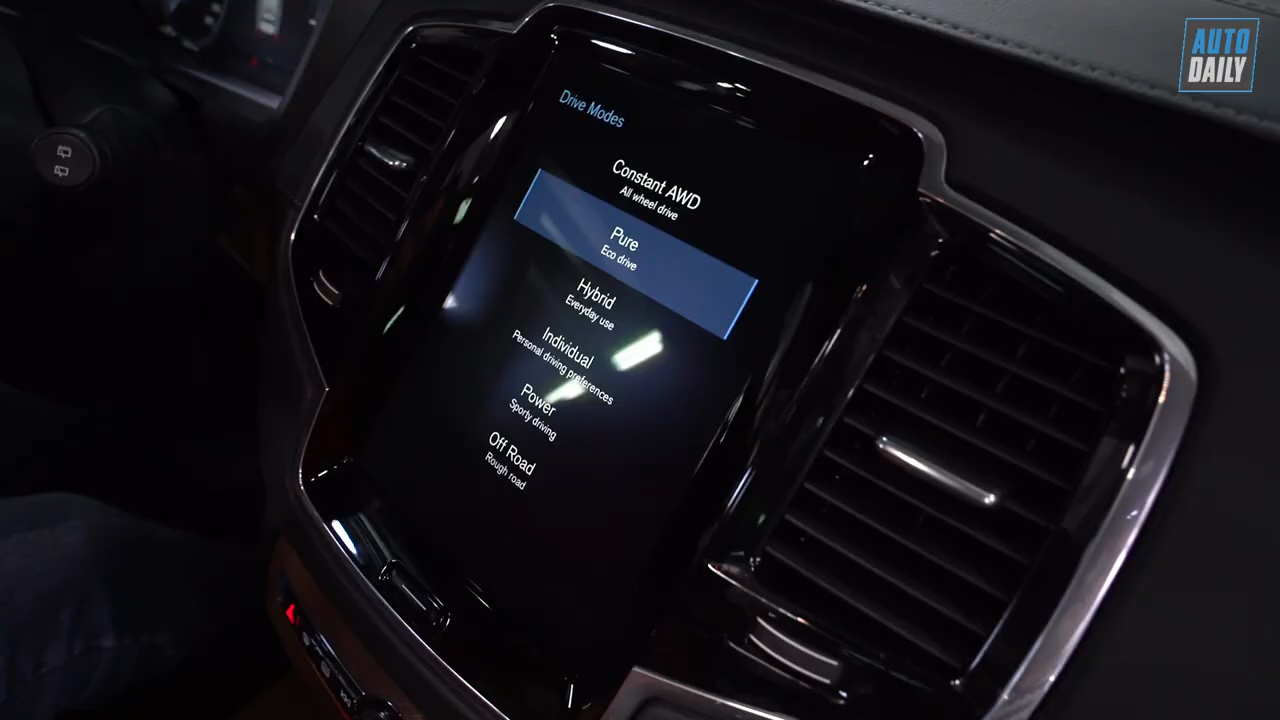 AUTO
DAILY
Drive Modes
Constant AWD
All wheel drive
Pure
Eco drive
Hybrid
Everyday use
Individual
Personal driving preferences
Power
Sporty driving
Off Road
Rough road